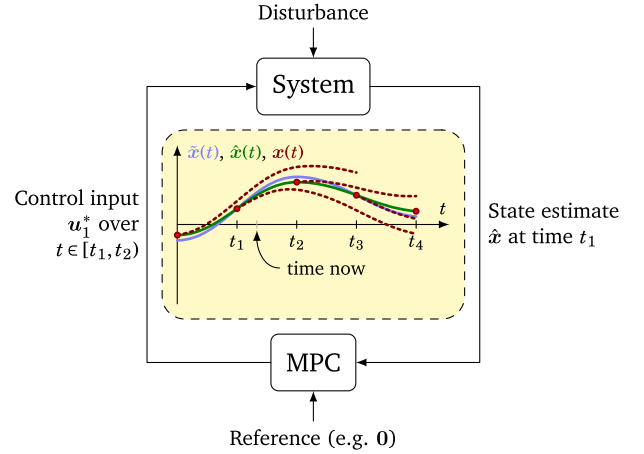 Disturbance
System
x̃(t), x̂(t), x(t)
Control input
u₁* over
t ∈ [t₁, t₂)
t
t₁ t₂ t₃ t₄
time now
State estimate
x̂ at time t₁
MPC
Reference (e.g. 0)